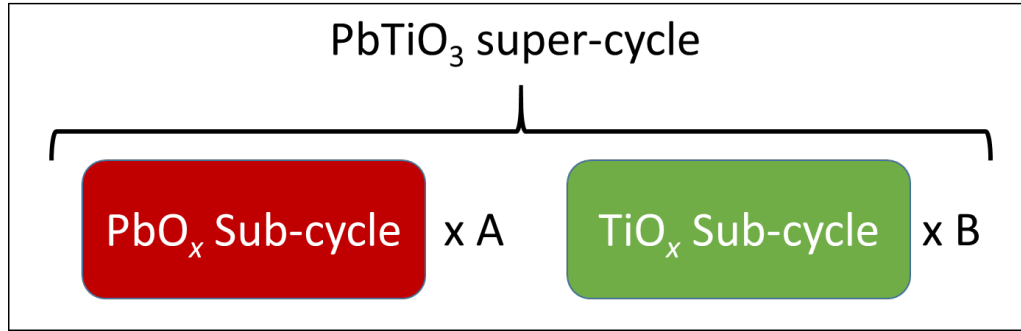 PbTiO₃ super-cycle
PbOₓ Sub-cycle x A TiOₓ Sub-cycle x B